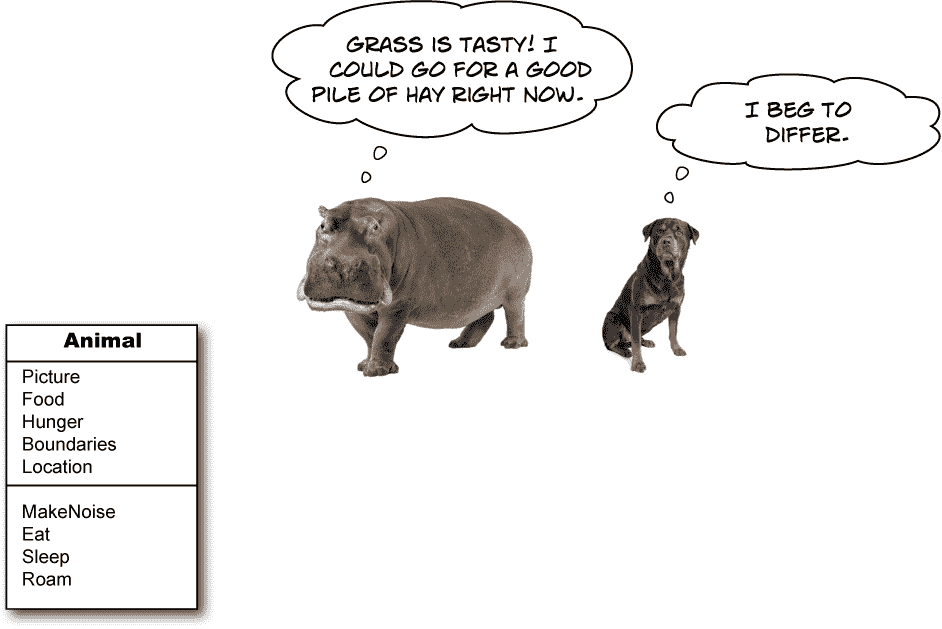 GRASS IS TASTY! I
COULD GO FOR A GOOD
PILE OF HAY RIGHT NOW.
I BEG TO
DIFFER.
Animal
Picture
Food
Hunger
Boundaries
Location
MakeNoise
Eat
Sleep
Roam